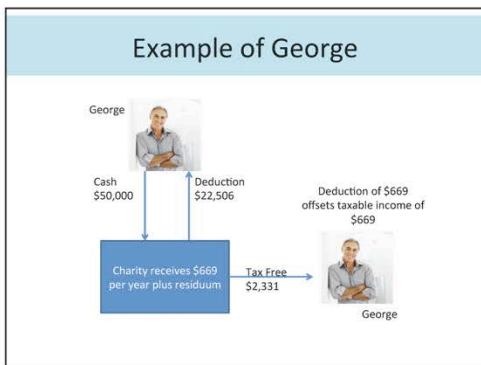 Example of George
George
Cash
$50,000
Deduction
$22,506
Deduction of $669
offsets taxable income of
$669
Charity receives $669
per year plus residuum
Tax Free
$2,331
George